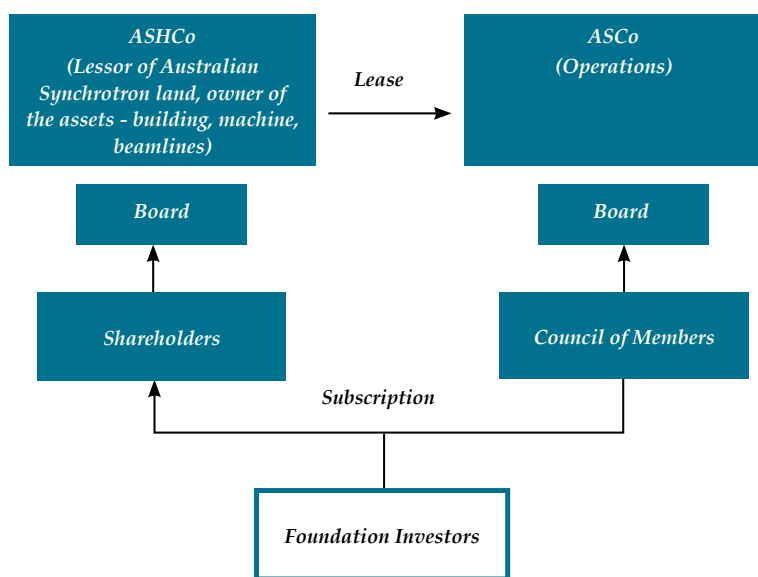 ASHCo
(Lessor of Australian
Synchrotron land, owner of
the assets - building, machine,
beamlines)
Lease
ASCo
(Operations)
Board
Board
Shareholders
Council of Members
Subscription
Foundation Investors